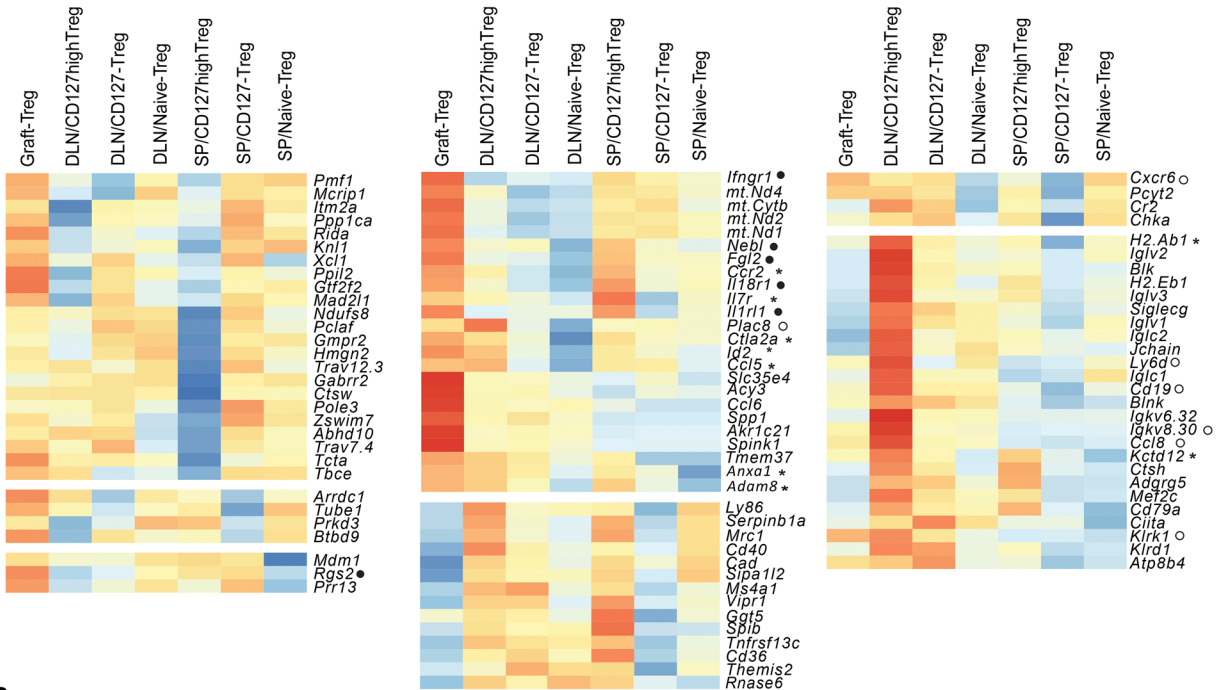 Graft-Treg
DLN/CD127highTreg
DLN/CD127-Treg
DLN/Naive-Treg
SP/CD127highTreg
SP/CD127-Treg
SP/Naive-Treg
Pmf1
Mcrip1
Itm2a
Ppp1ca
Rida
Knl1
Xcl1
Ppil2
Gtf2f2
Mad2l1
Ndufs8
Pclaf
Gmpr2
Hmgn2
Trav12.3
Gabrr2
Ctsw
Pole3
Zswim7
Abhd10
Trav7.4
Tcta
Tbce
Arrdc1
Tube1
Prkd3
Btbd9
Mdm1
Rgs2●
Prr13
Graft-Treg
DLN/CD127highTreg
DLN/CD127-Treg
DLN/Naive-Treg
SP/CD127highTreg
SP/CD127-Treg
SP/Naive-Treg
Ifngr1●
mt.Nd4
mt.Cytb
mt.Nd2
mt.Nd1
Nebl ●
Fgl2●
Ccr2 *
Il18r1●
Il7r *
Il1rl1●
Plac8○
Ctla2a *
Id2 *
Ccl5 *
Slc35e4
Acy3
Ccl6
Spp1
Akr1c21
Spink1
Tmem37
Anxa1 *
Adam8 *
Ly86
Serpinb1a
Mrc1
Cd40
Cad
Sipa1l2
Ms4a1
Vipr1
Ggt5
Spib
Tnfrsf13c
Cd36
Themis2
Rnase6
Graft-Treg
DLN/CD127highTreg
DLN/CD127-Treg
DLN/Naive-Treg
SP/CD127highTreg
SP/CD127-Treg
SP/Naive-Treg
Cxcr6○
Pcyt2
Cr2
Chka
H2.Ab1 *
Iglv2
Blk
H2.Eb1
Iglv3
Siglecg
Iglv1
Iglc2
Jchain
Ly6d○
Iglc1
Cd19○
Blnk
Igkv6.32
Igkv8.30 ○
Ccl8 ○
Kctd12 *
Ctsh
Adgrg5
Mef2c
Cd79a
Ciita
Klrk1 ○
Klrd1
Atp8b4